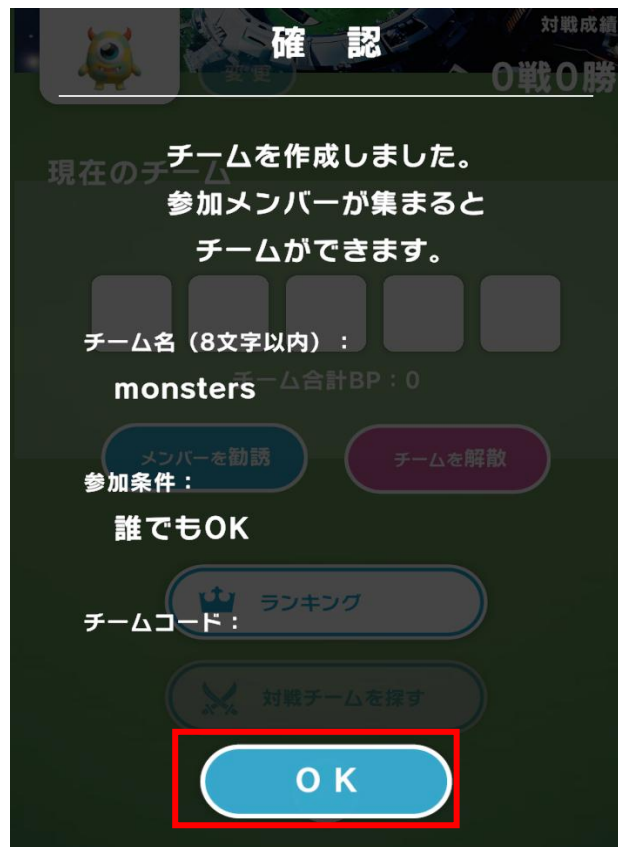 対戦成績
確 認
変更
0戦0勝
現在のチーム
チームを作成しました。
参加メンバーが集まると
チームができます。
チーム名（8文字以内）：
チーム合計BP：0
monsters
メンバーを勧誘
チームを解散
参加条件：
誰でもOK
ランキング
チームコード：
対戦チームを探す
OK